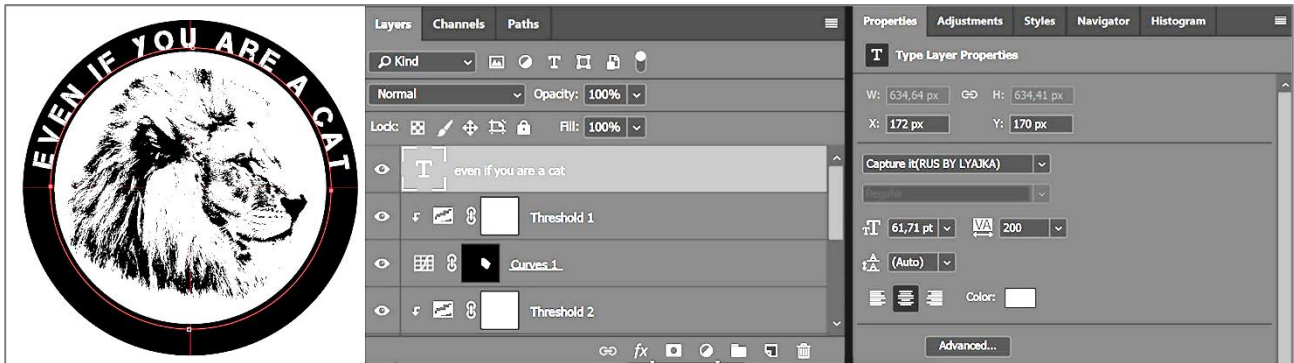 EVEN IF YOU ARE A CAT
Layers Channels Paths
Kind
Normal Opacity: 100%
Lock: Fill: 100%
T even if you are a cat
Threshold 1
Curves 1
Threshold 2
fx
Properties Adjustments Styles Navigator Histogram
T Type Layer Properties
W: 634,64 px H: 634,41 px
X: 172 px Y: 170 px
Capture it(RUS BY LYAJKA)
Regular
61,71 pt VA 200
(Auto)
Color:
Advanced...